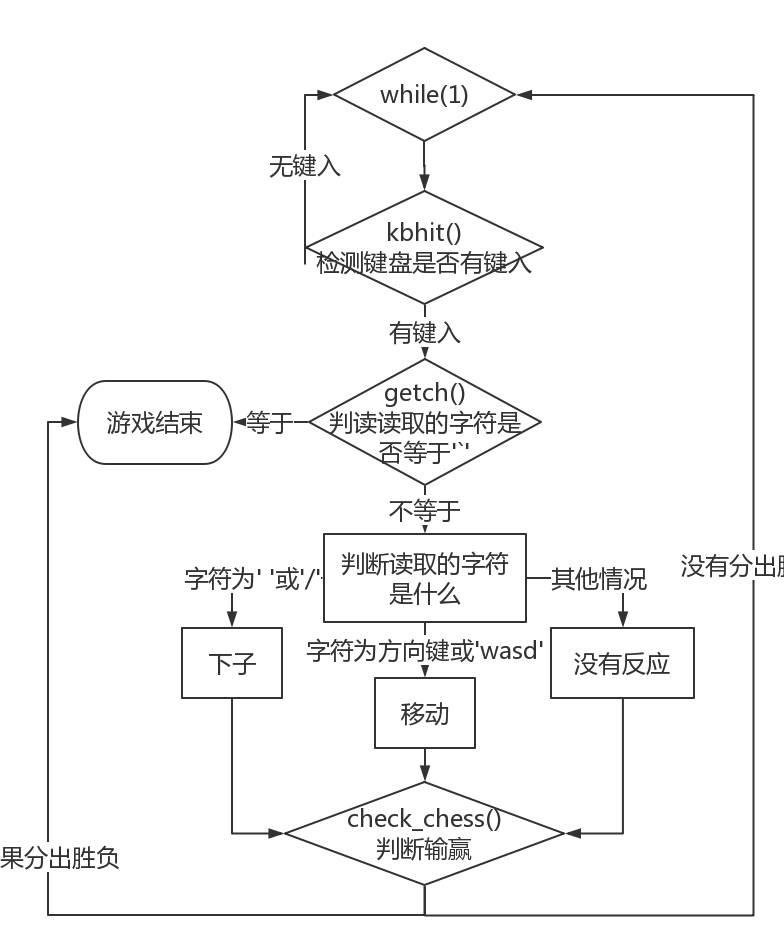 while(1)
无键入
kbhit()
检测键盘是否有键入
有键入
getch()
判读读取的字符是
否等于'`'
游戏结束
等于
不等于
没有分出
判断读取的字符
是什么
字符为' '或'/'
其他情况
字符为方向键或'wasd'
下子
没有反应
移动
check_chess()
判断输赢
果分出胜负